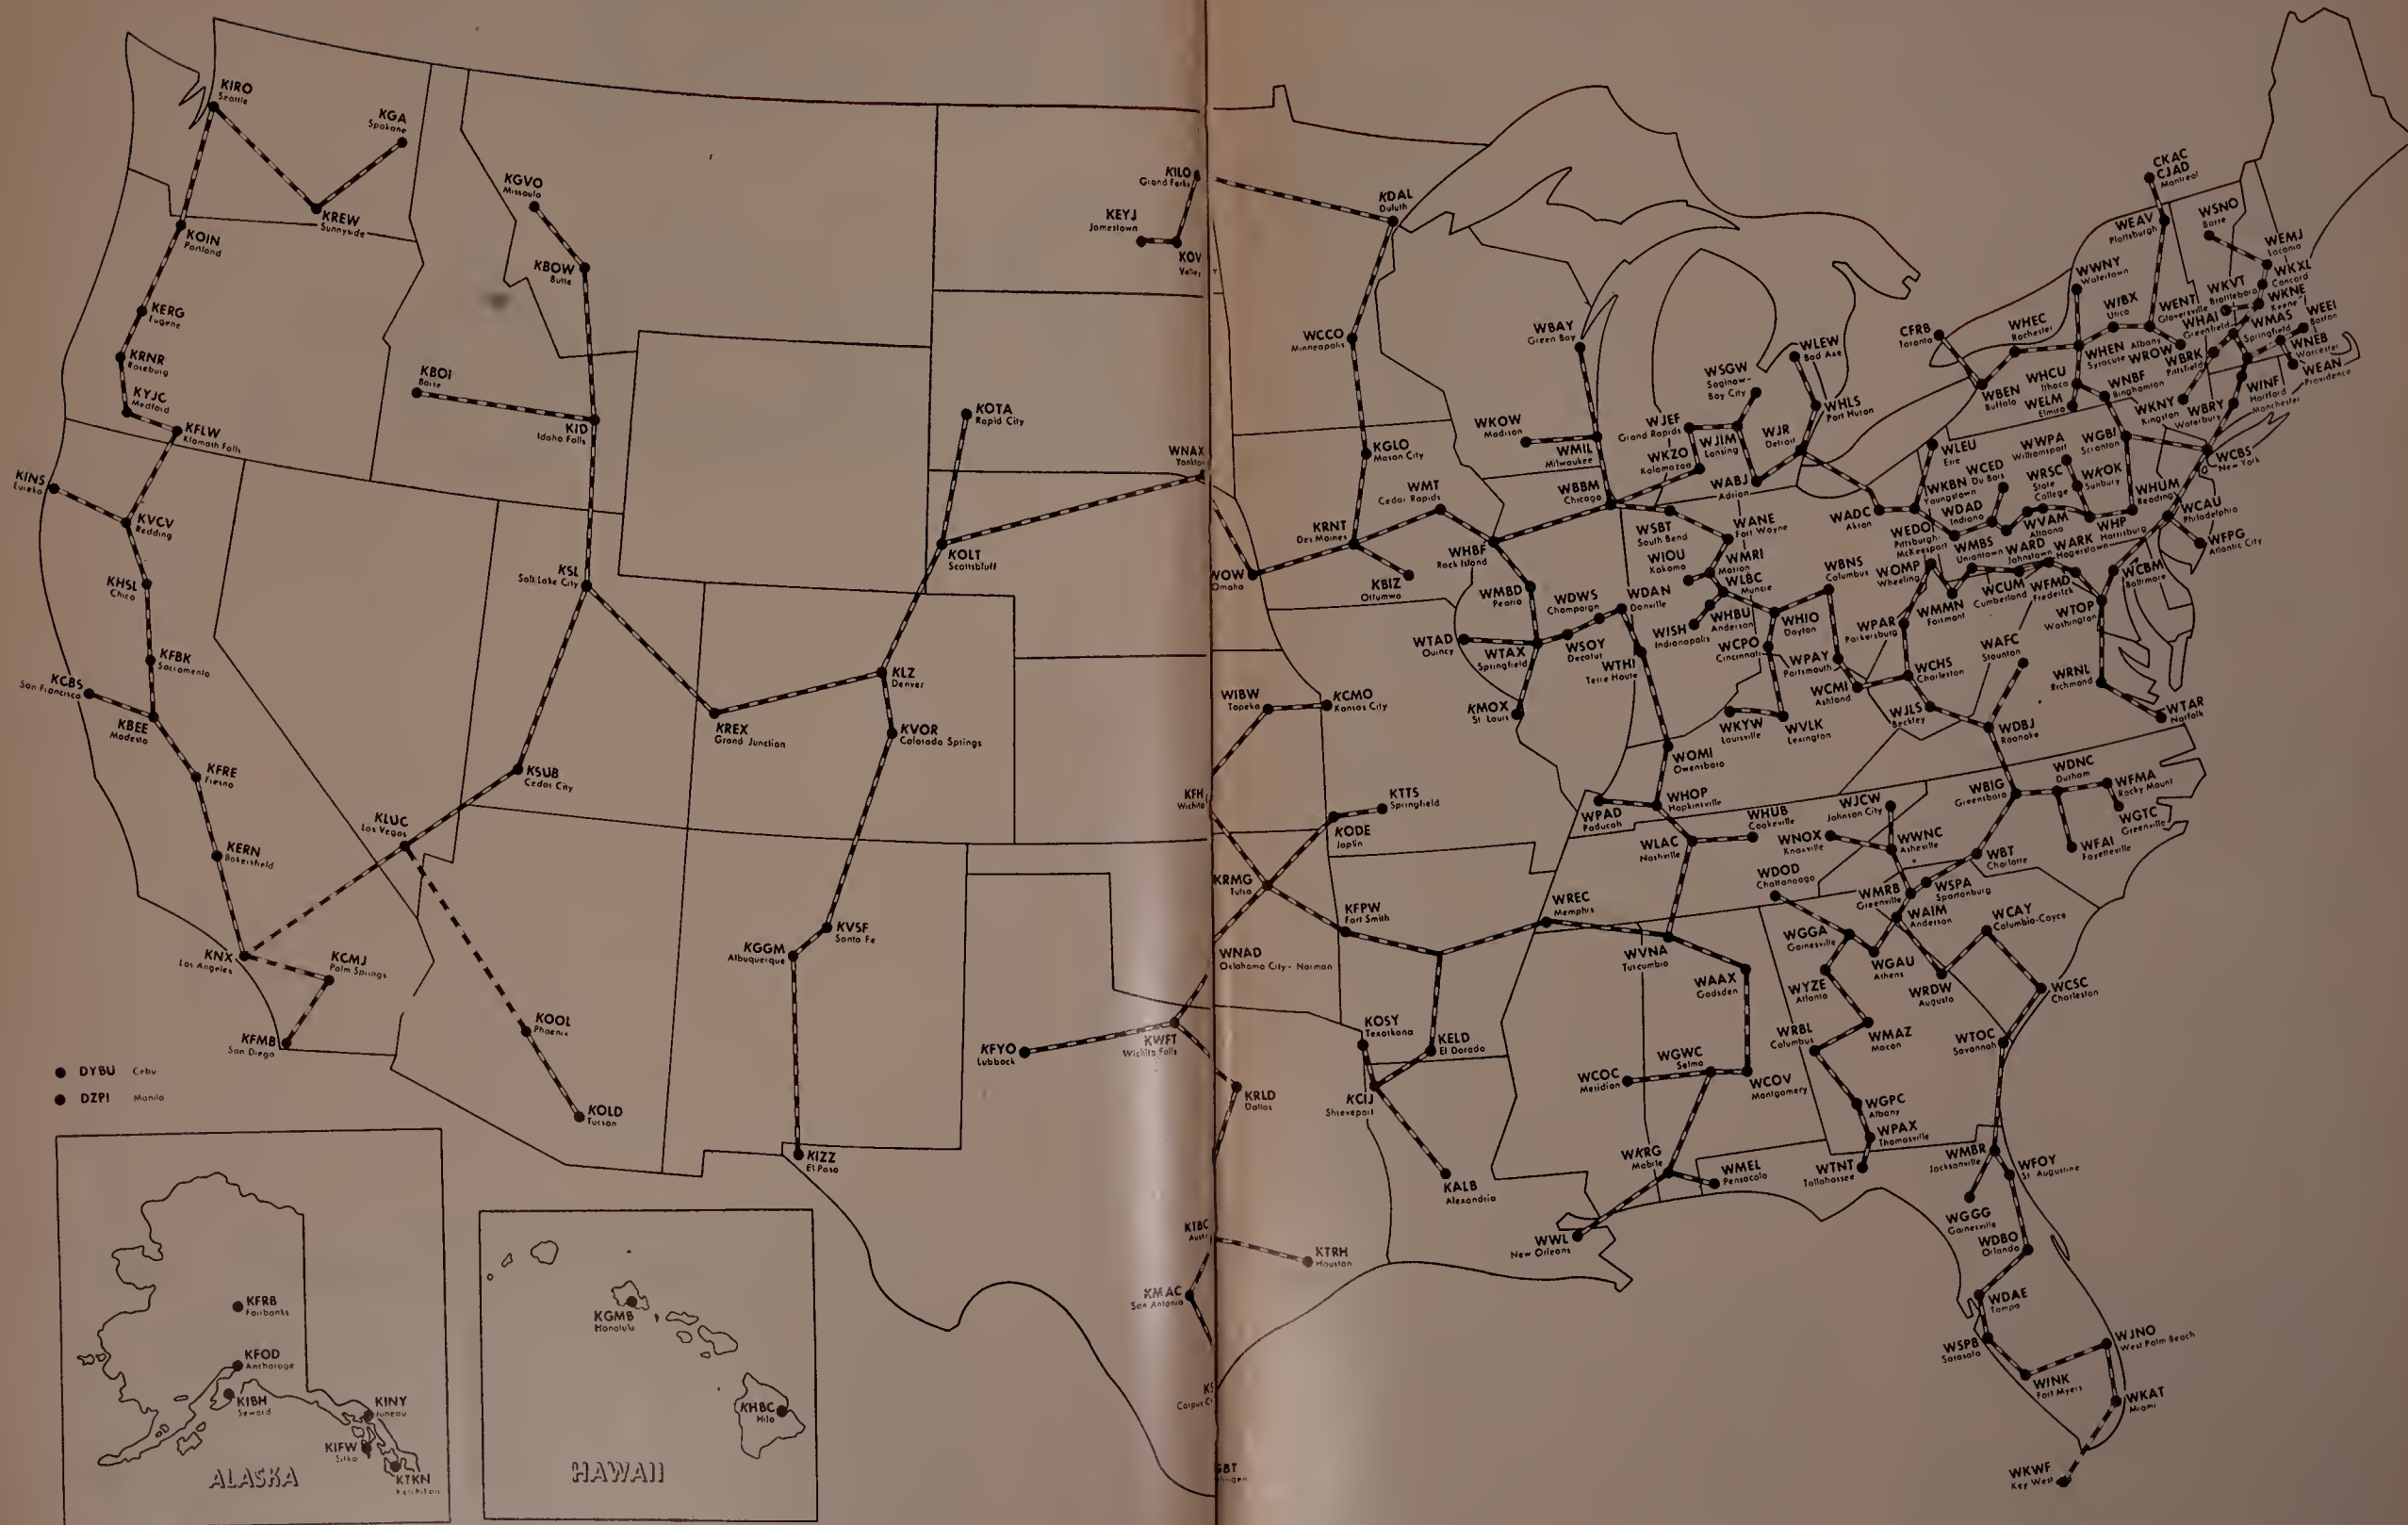 KIRO
Seattle
KGA
Spokane
KREW
Sunnyside
KOIN
Portland
KERG
Eugene
KRNR
Roseburg
KYJC
Medford
KFLW
Klamath Falls
KINS
Eureka
KVCV
Redding
KHSL
Chico
KFBK
Sacramento
KCBS
San Francisco
KBEE
Modesto
KFRE
Fresno
KERN
Bakersfield
KNX
Los Angeles
KCMJ
Palm Springs
KFMB
San Diego
KGVO
Missoula
KBOW
Butte
KBOI
Boise
KID
Idaho Falls
KSL
Salt Lake City
KSUB
Cedar City
KLUC
Las Vegas
KOOL
Phoenix
KOLD
Tucson
KREX
Grand Junction
KLZ
Denver
KVOR
Colorado Springs
KVSF
Santa Fe
KGGM
Albuquerque
KIZZ
El Paso
KOTA
Rapid City
KOLT
Scottsbluff
KILO
Grand Forks
KEYJ
Jamestown
KOV
Valley
WNAX
Yankton
WOW
Omaha
KFYO
Lubbock
KWFT
Wichita Falls
KRLD
Dallas
KTBC
KTRH
Houston
KMAC
San Antonio
DYBU Cebu
DZPI Manila
KFRB
Fairbanks
KFOD
Anchorage
KIBH
Seward
KINY
Juneau
KIFW
Sitka
KTKN
Ketchikan
ALASKA
KGMB
Honolulu
KHBC
Hilo
HAWAII
KDAL
Duluth
WCCO
Minneapolis
KGLO
Mason City
WMT
Cedar Rapids
KRNT
Des Moines
KBIZ
Ottumwa
WHBF
Rock Island
WMBD
Peoria
WTAD
Quincy
WTAX
Springfield
WSOY
Decatur
WDWS
Champaign
WDAN
Danville
WTHI
Terre Haute
KMOX
St. Louis
WIBW
Topeka
KCMO
Kansas City
KFH
Wichita
KTTS
Springfield
KODE
Joplin
KRMG
Tulsa
KFPW
Fort Smith
WNAD
Oklahoma City - Norman
KOSY
Texarkana
KELD
El Dorado
KCIJ
Shreveport
KALB
Alexandria
WWL
New Orleans
WREC
Memphis
WBAY
Green Bay
WKOW
Madison
WMIL
Milwaukee
WBBM
Chicago
WSGW
Saginaw-
Bay City
WLEW
Bad Axe
WHLS
Port Huron
WJEF
Grand Rapids
WJIM
Lansing
WKZO
Kalamazoo
WJR
Detroit
WABJ
Adrian
WSBT
South Bend
WANE
Fort Wayne
WIOU
Kokomo
WMRI
Marion
WLBC
Muncie
WHBU
Anderson
WISH
Indianapolis
WBNS
Columbus
WHIO
Dayton
WCPO
Cincinnati
WKYW
Louisville
WVLK
Lexington
WOMI
Owensboro
WPAD
Paducah
WHOP
Hopkinsville
WLAC
Nashville
WHUB
Cookeville
WVNA
Tuscumbia
WAAX
Gadsden
WGWC
Selma
WCOC
Meridian
WCOV
Montgomery
WKRG
Mobile
WMEL
Pensacola
WPAY
Portsmouth
WCMI
Ashland
WCHS
Charleston
WPAR
Parkersburg
WOMP
Wheeling
WMMN
Fairmont
WJLS
Beckley
WDBJ
Roanoke
WAFC
Staunton
WBIG
Greensboro
WDNC
Durham
WFMA
Rocky Mount
WGTC
Greenville
WFAI
Fayetteville
WBT
Charlotte
WJCW
Johnson City
WNOX
Knoxville
WWNC
Asheville
WDOD
Chattanooga
WMRB
Greenville
WSPA
Spartanburg
WAIM
Anderson
WCAY
Columbia-Cayce
WGGA
Gainesville
WGAU
Athens
WYZE
Atlanta
WRDW
Augusta
WCSC
Charleston
WMAZ
Macon
WRBL
Columbus
WTOC
Savannah
WGPC
Albany
WPAX
Thomasville
WTNT
Tallahassee
WMBR
Jacksonville
WFOY
St. Augustine
WGGG
Gainesville
WDBO
Orlando
WDAE
Tampa
WSPB
Sarasota
WINK
Fort Myers
WJNO
West Palm Beach
WKAT
Miami
WKWF
Key West
CKAC
CJAD
Montreal
WEAV
Plattsburgh
WSNO
Barre
WEMJ
Laconia
WKXL
Concord
WKVT
Brattleboro
WKNE
Keene
WEEI
Boston
WMAS
Springfield
WHAI
Greenfield
WNEB
Worcester
WEAN
Providence
WWNY
Watertown
WIBX
Utica
WENT
Gloversville
WHEC
Rochester
WHEN
Syracuse
WROW
Albany
WBRK
Pittsfield
CFRB
Toronto
WBEN
Buffalo
WHCU
Ithaca
WELM
Elmira
WNBF
Binghamton
WKNY
Kingston
WBRY
Waterbury
WINF
Hartford
Manchester
WCBS
New York
WLEU
Erie
WWPA
Williamsport
WGBI
Scranton
WCED
Du Bois
WRSC
State
College
WKOK
Sunbury
WKBN
Youngstown
WADC
Akron
WEDO
Pittsburgh-
McKeesport
WDAD
Indiana
WVAM
Altoona
WHP
Harrisburg
WHUM
Reading
WCAU
Philadelphia
WFPG
Atlantic City
WMBS
Uniontown
WARD
Johnstown
WARK
Hagerstown
WCUM
Cumberland
WFMD
Frederick
WCBM
Baltimore
WTOP
Washington
WRNL
Richmond
WTAR
Norfolk